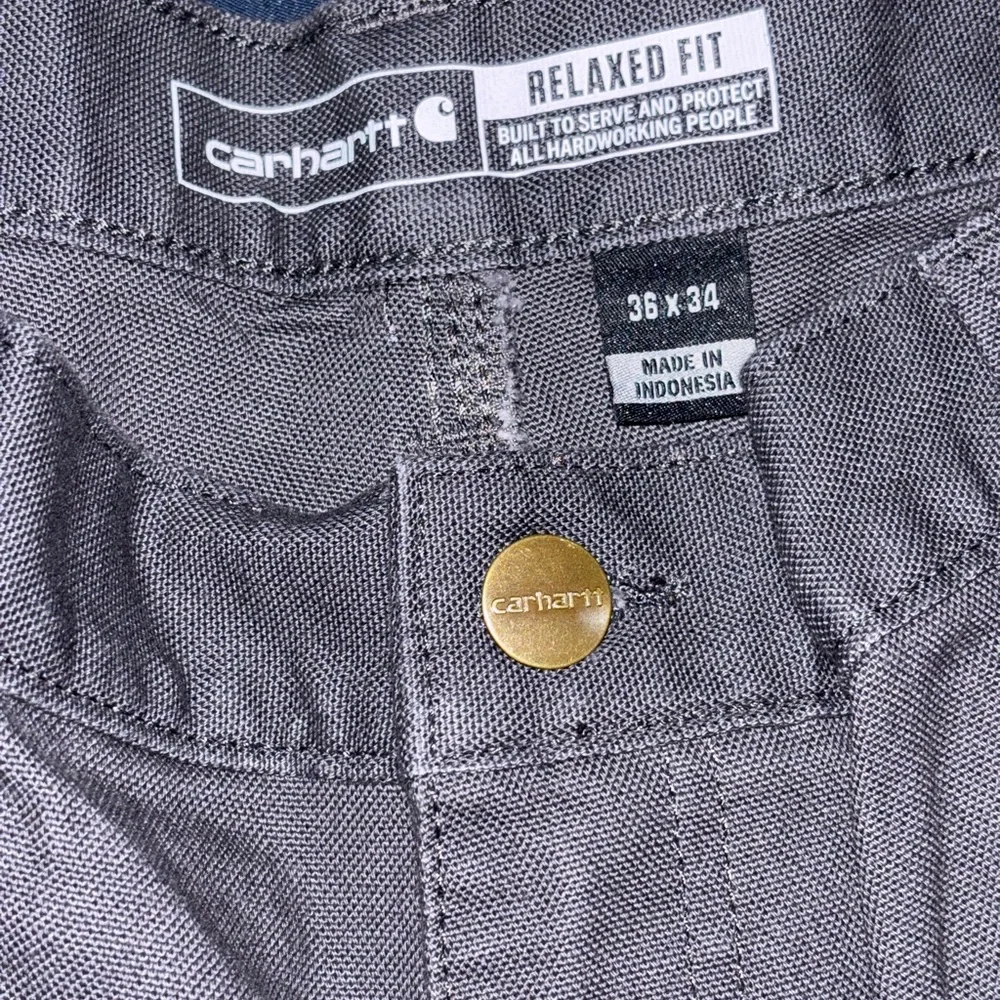 carhartt
RELAXED FIT
BUILT TO SERVE AND PROTECT
ALL HARDWORKING PEOPLE
36 x 34
MADE IN
INDONESIA
carhartt